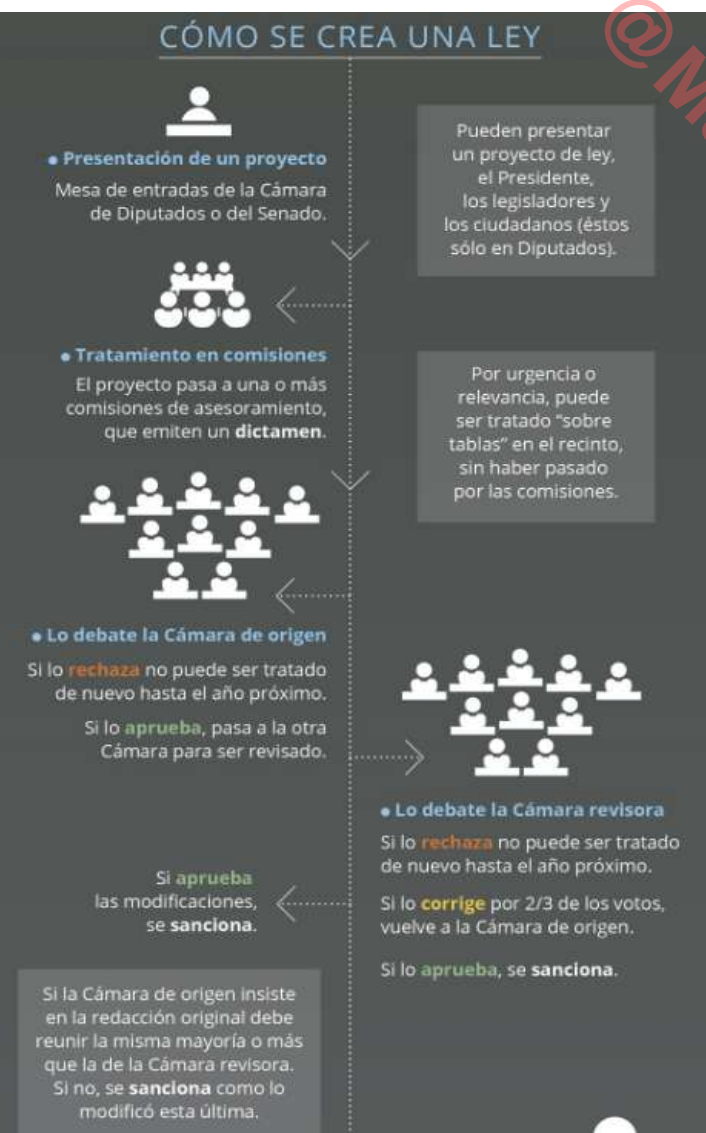 CÓMO SE CREA UNA LEY
• Presentación de un proyecto
Mesa de entradas de la Cámara
de Diputados o del Senado.
Pueden presentar
un proyecto de ley,
el Presidente,
los legisladores y
los ciudadanos (éstos
sólo en Diputados).
• Tratamiento en comisiones
El proyecto pasa a una o más
comisiones de asesoramiento,
que emiten un dictamen.
Por urgencia o
relevancia, puede
ser tratado “sobre
tablas” en el recinto,
sin haber pasado
por las comisiones.
• Lo debate la Cámara de origen
Si lo rechaza no puede ser tratado
de nuevo hasta el año próximo.
Si lo aprueba, pasa a la otra
Cámara para ser revisado.
• Lo debate la Cámara revisora
Si lo rechaza no puede ser tratado
de nuevo hasta el año próximo.
Si lo corrige por 2/3 de los votos,
vuelve a la Cámara de origen.
Si lo aprueba, se sanciona.
Si aprueba
las modificaciones,
se sanciona.
Si la Cámara de origen insiste
en la redacción original debe
reunir la misma mayoría o más
que la de la Cámara revisora.
Si no, se sanciona como lo
modificó esta última.